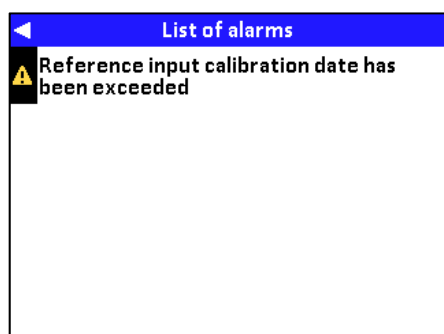 List of alarms
Reference input calibration date has
been exceeded